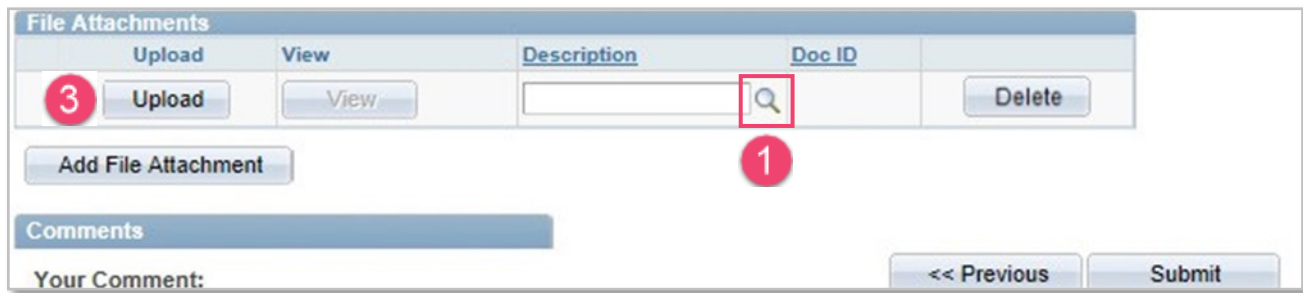 File Attachments
Upload View Description Doc ID
3 Upload View Delete
1
Add File Attachment
Comments
Your Comment:
<< Previous Submit